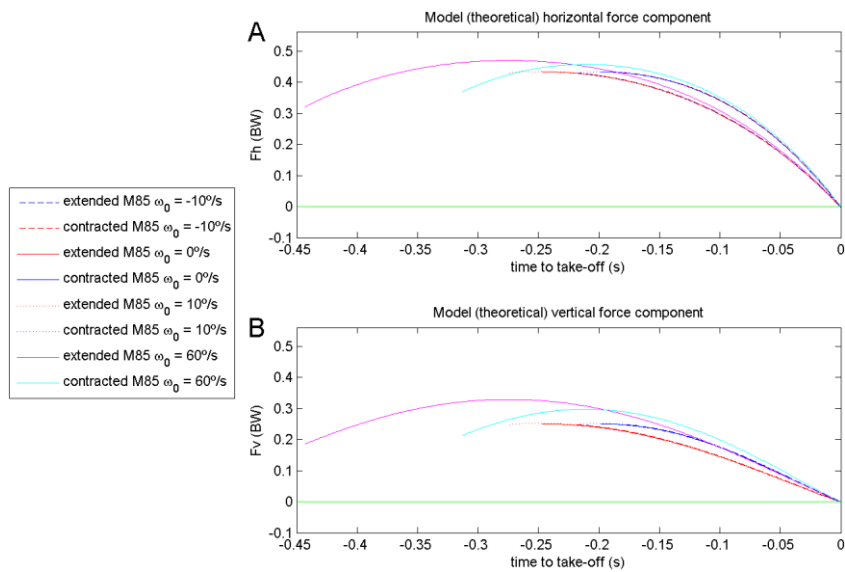 A
Model (theoretical) horizontal force component
0.5
0.4
0.3
0.2
0.1
0
-0.1
Fh (BW)
-0.45 -0.4 -0.35 -0.3 -0.25 -0.2 -0.15 -0.1 -0.05 0
time to take-off (s)
extended M85 ω0 = -10º/s
contracted M85 ω0 = -10º/s
extended M85 ω0 = 0º/s
contracted M85 ω0 = 0º/s
extended M85 ω0 = 10º/s
contracted M85 ω0 = 10º/s
extended M85 ω0 = 60º/s
contracted M85 ω0 = 60º/s
B
Model (theoretical) vertical force component
0.5
0.4
0.3
0.2
0.1
0
-0.1
Fv (BW)
-0.45 -0.4 -0.35 -0.3 -0.25 -0.2 -0.15 -0.1 -0.05 0
time to take-off (s)